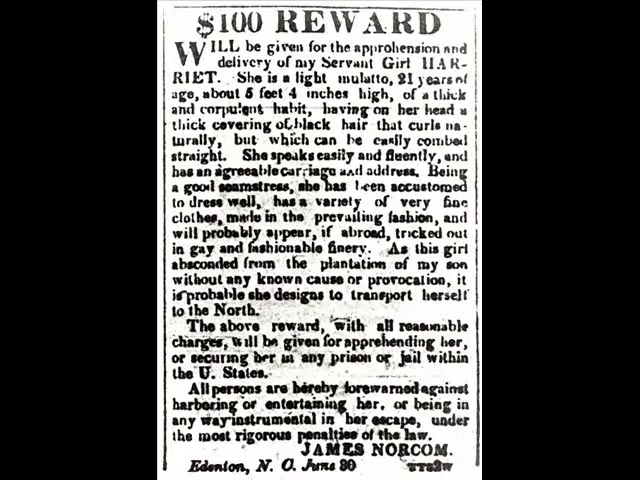 $100 REWARD
WILL be given for the approhension and
delivery of my Servant Girl HAR-
RIET. She is a light mulatto, 21 years of
age, about 5 feet 4 inches high, of a thick
and corpulent habit, having on her head a
thick covering of black hair that curls na-
turally, but which can be easily combed
straight. She speaks easily and fluently, and
has an agreeable carriage and address. Being
a good seamstress, she has been accustomed
to dress well, has a variety of very fine
clothes, made in the prevailing fashion, and
will probably appear, if abroad, tricked out
in gay and fashionable finery. As this girl
absconded from the plantation of my son
without any known cause or provocation, it
is probable she designs to transport herself
to the North.
The above reward, with all reasonable
charges, will be given for apprehending her,
or securing her in any prison or jail within
the U. States.
All persons are hereby forewarned against
harboring or entertaining her, or being in
any way instrumental in her escape, under
the most rigorous penalties of the law.
JAMES NORCOM.
Edenton, N. C. June 30